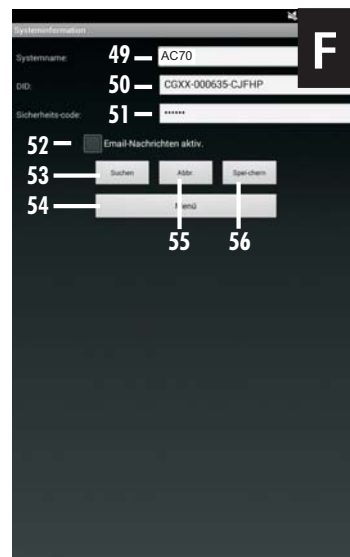 F
Systeminformation
Systemname: 49 AC70
DID: 50 CGXX-000635-CJFHP
Sicherheits-code: 51 ••••••
52 Email-Nachrichten aktiv.
53 Suchen Abbr. Spei-chern
54 Menü
55 56